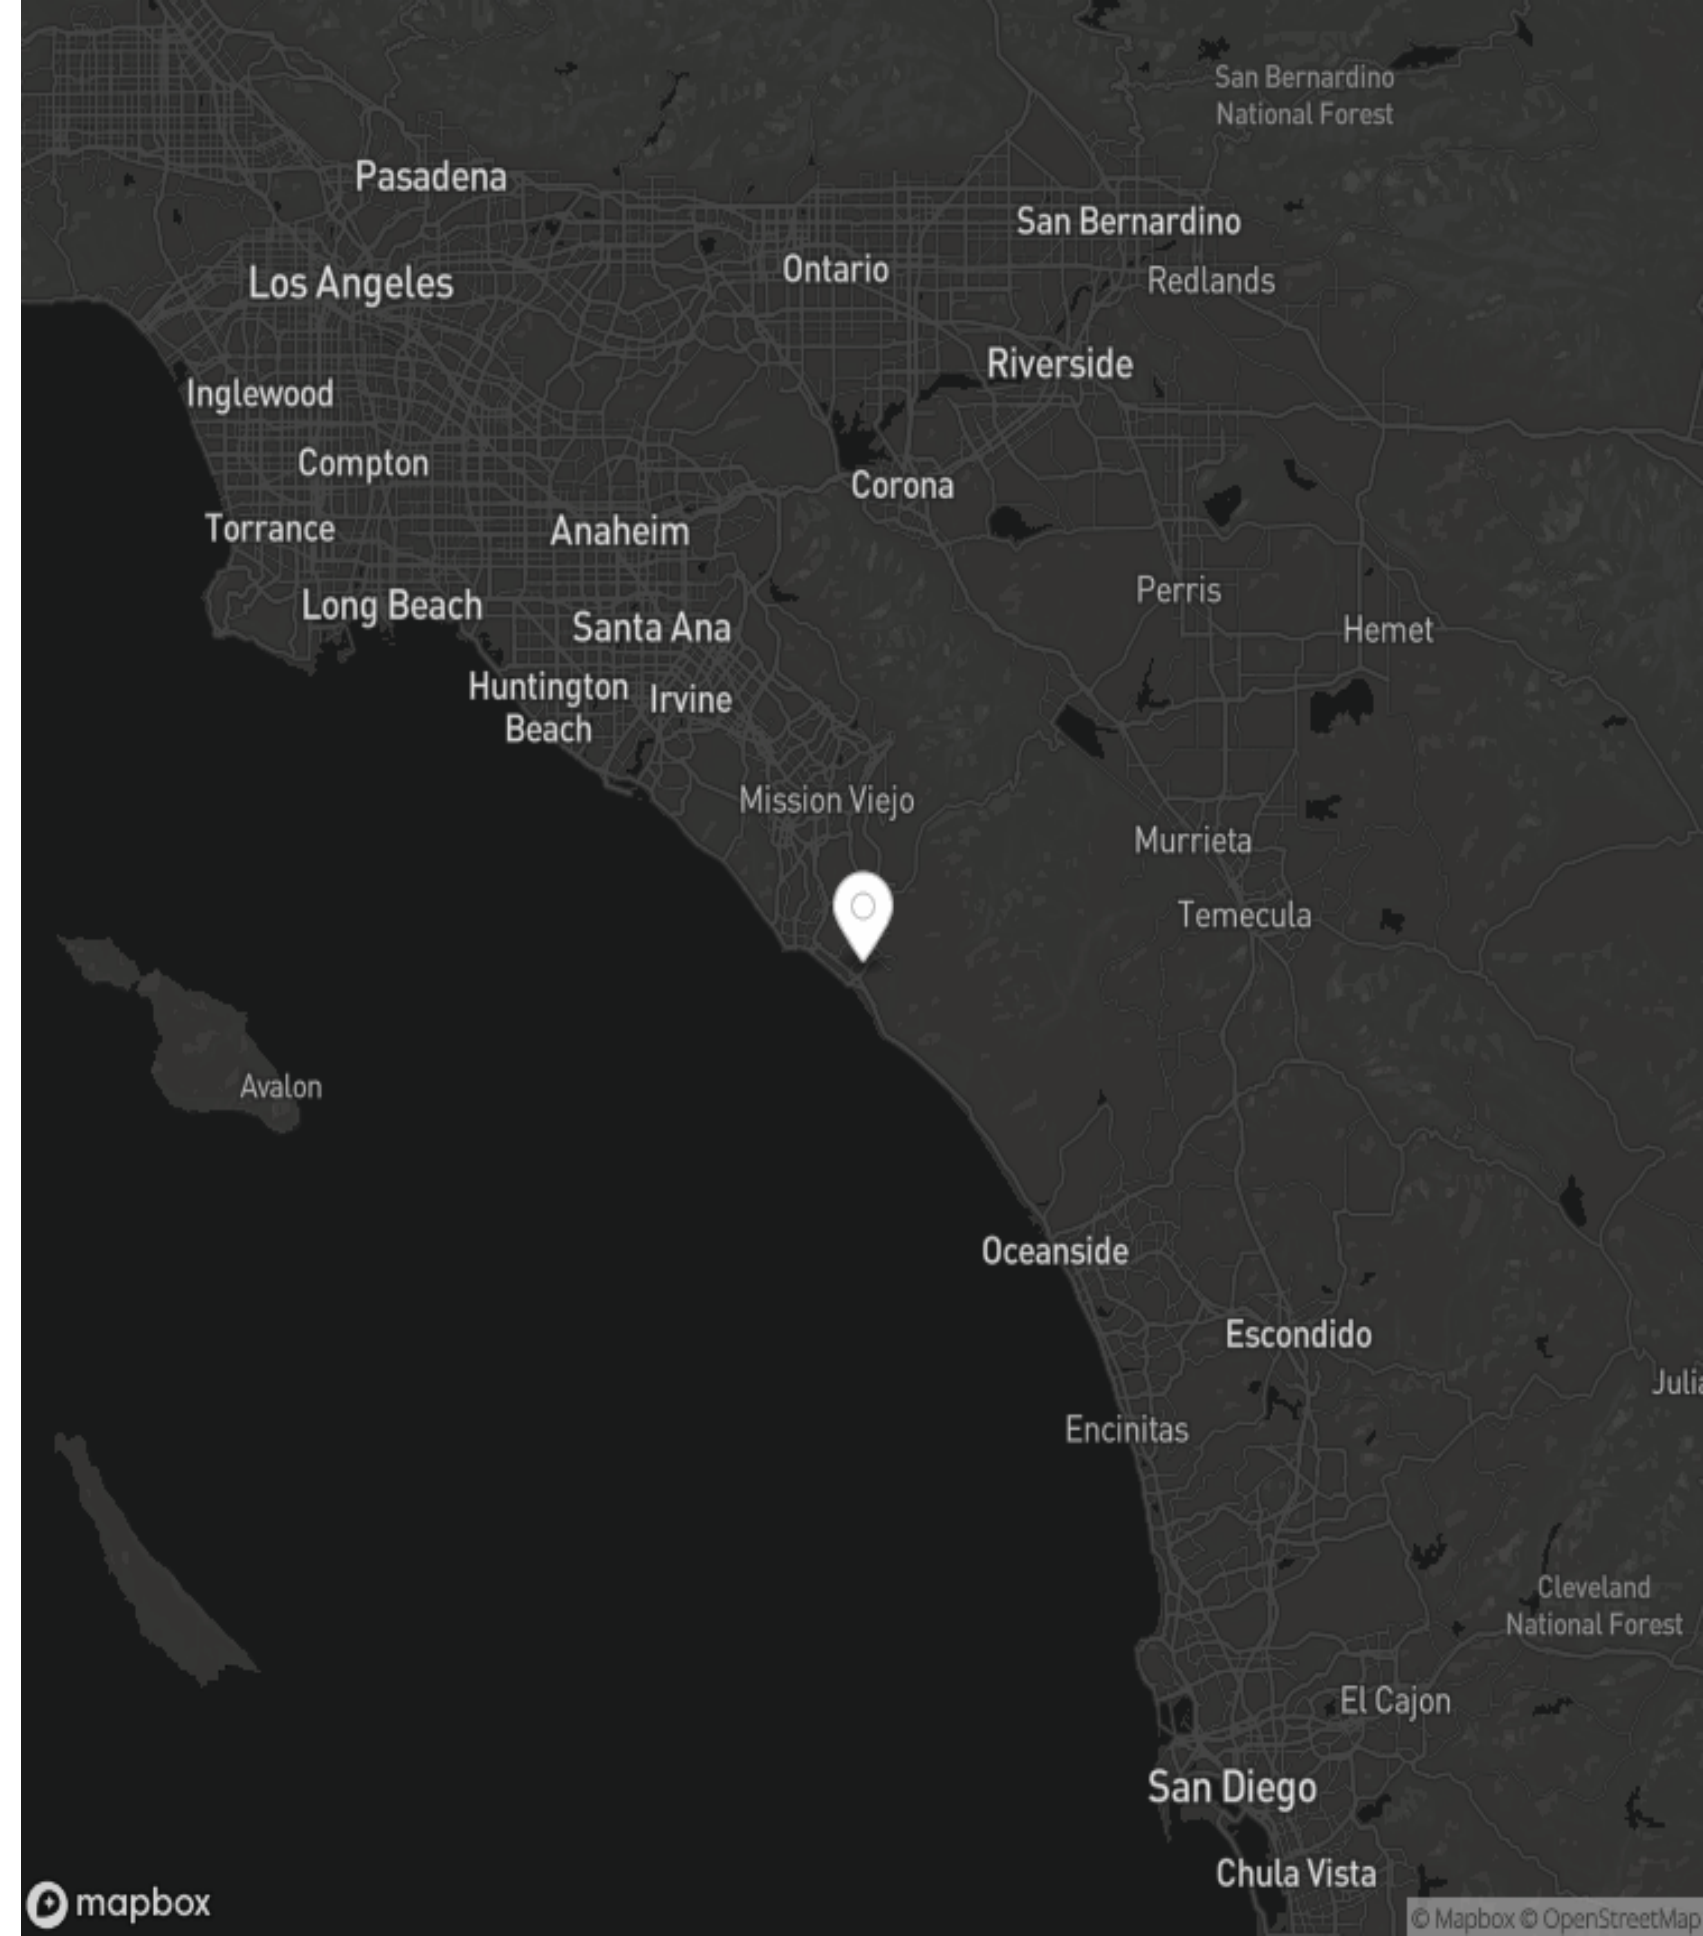 San Bernardino
National Forest
Pasadena
San Bernardino
Ontario
Redlands
Los Angeles
Riverside
Inglewood
Compton
Corona
Torrance
Anaheim
Perris
Long Beach
Santa Ana
Hemet
Huntington
Beach
Irvine
Mission Viejo
Murrieta
Temecula
Avalon
Oceanside
Escondido
Julia
Encinitas
Cleveland
National Forest
El Cajon
San Diego
Chula Vista
mapbox
© Mapbox © OpenStreetMap